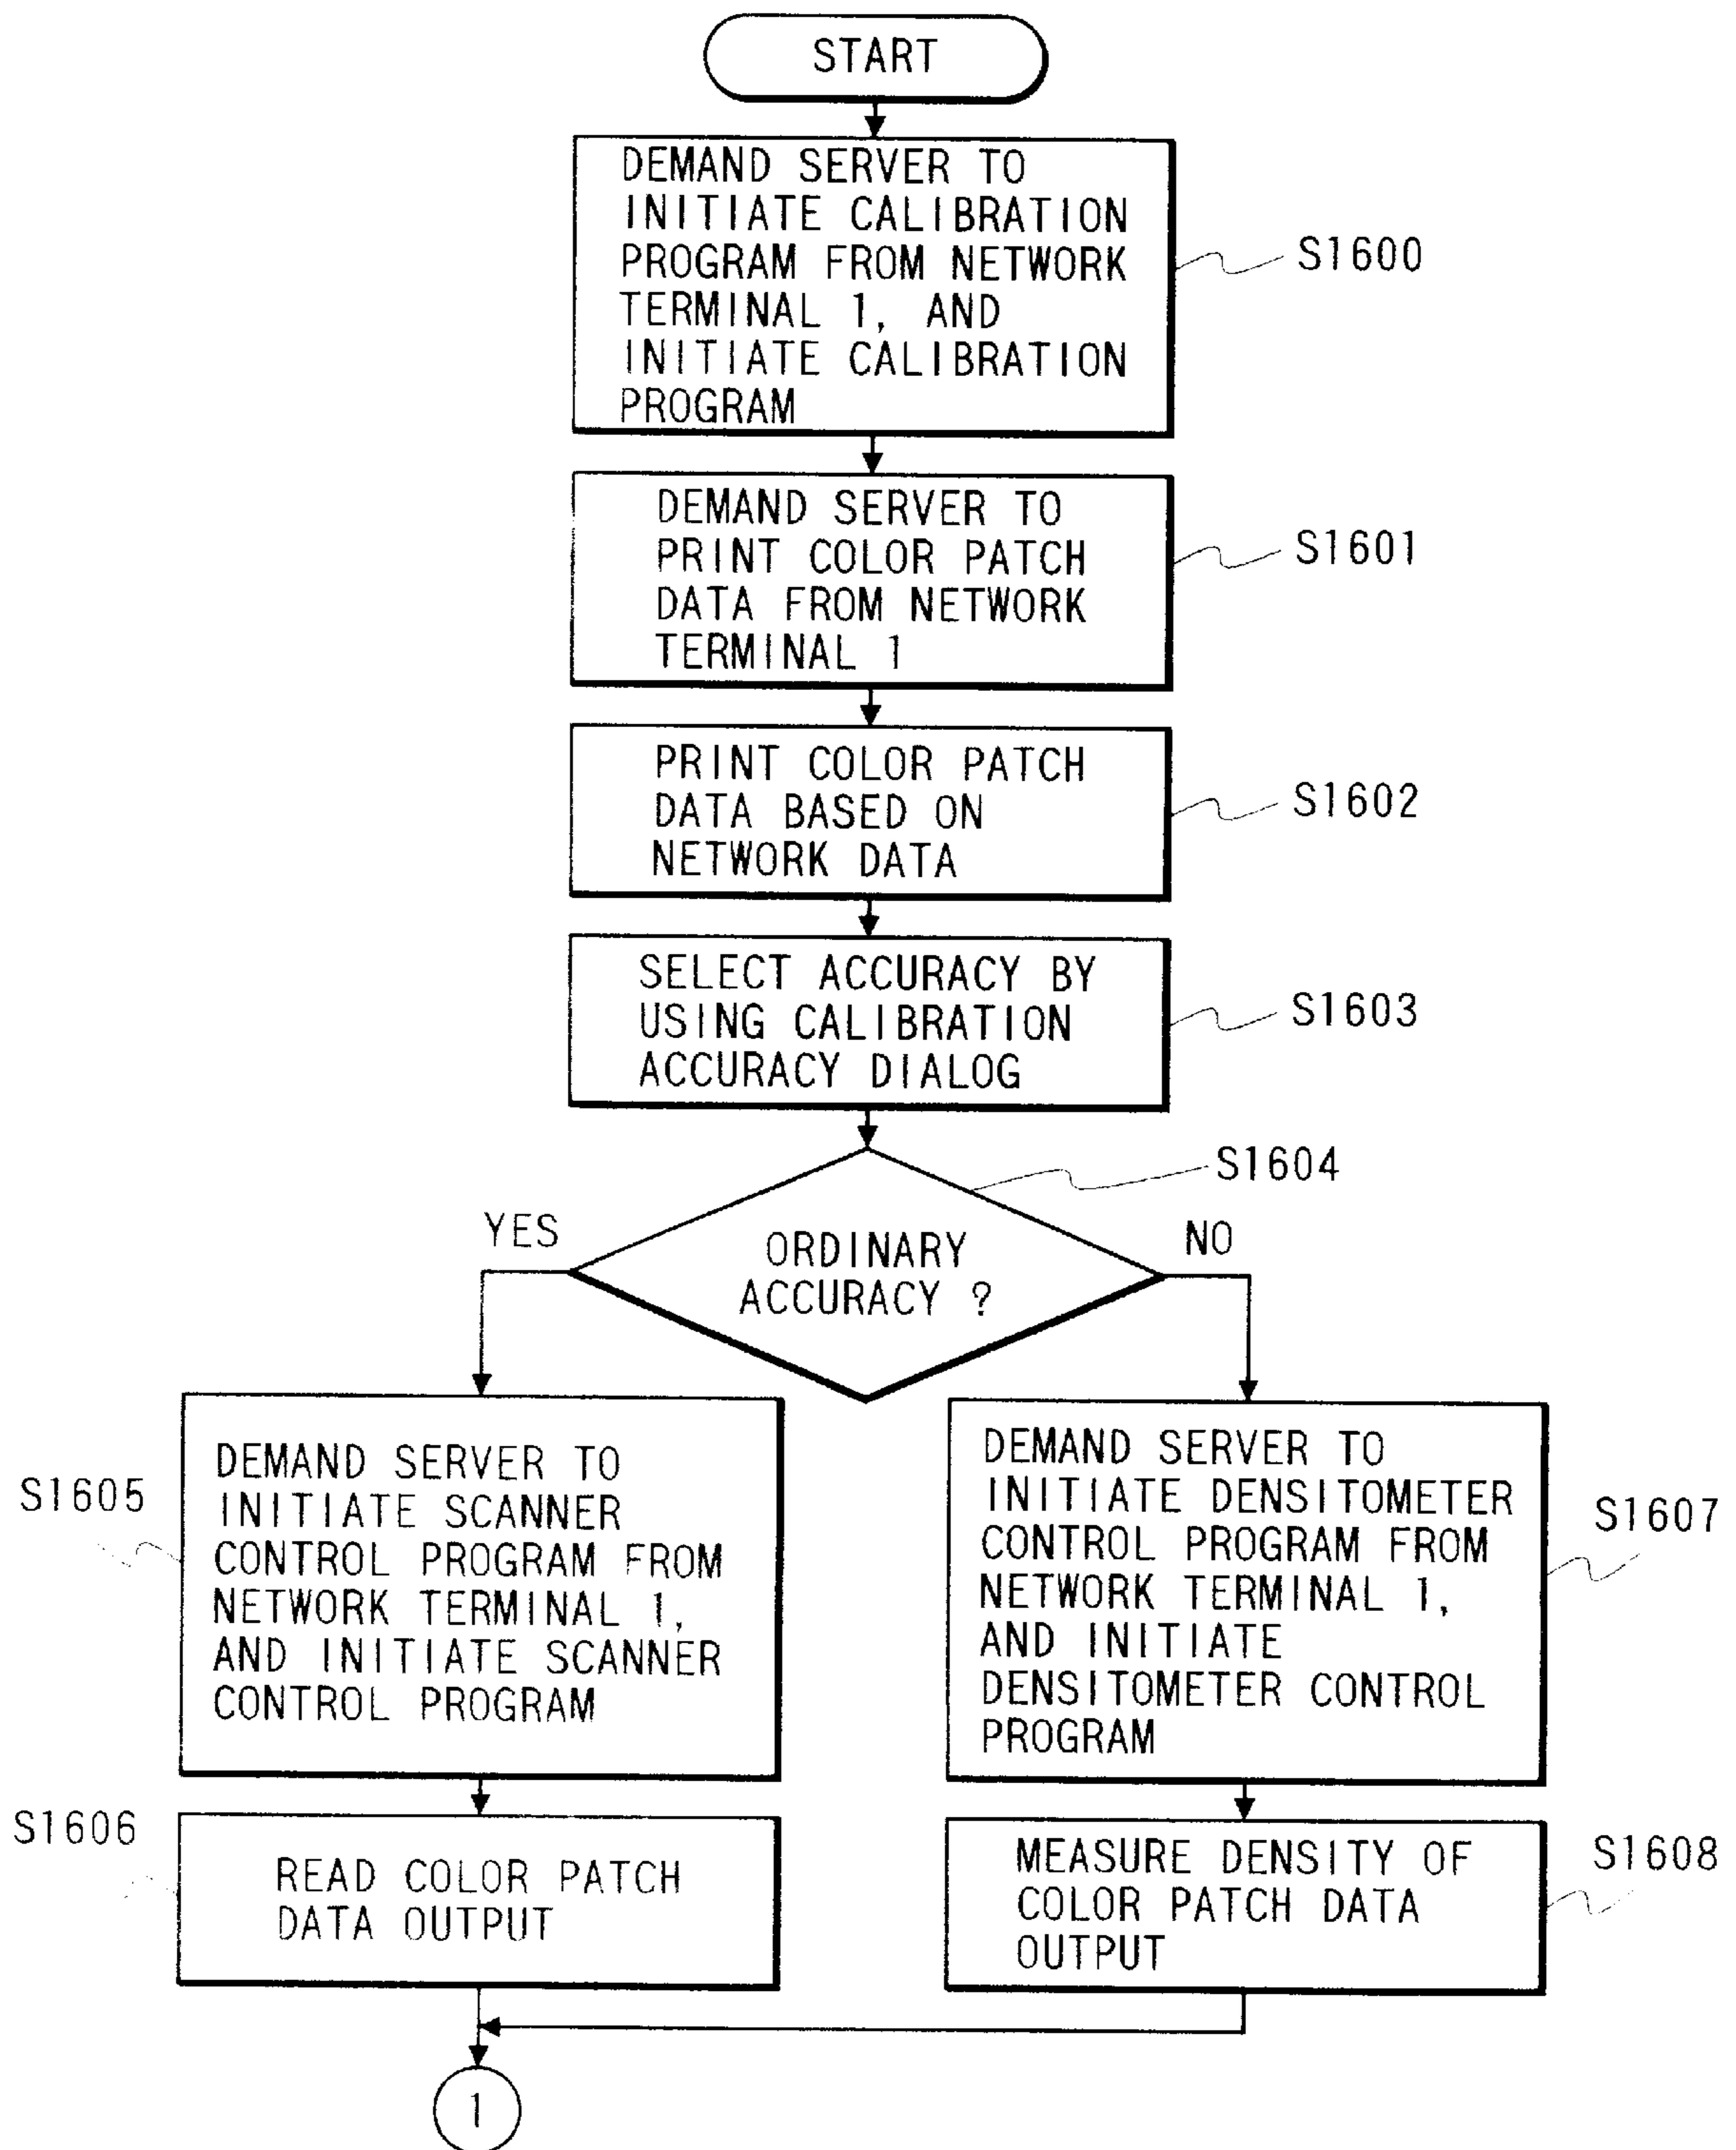 START
DEMAND SERVER TO
INITIATE CALIBRATION
PROGRAM FROM NETWORK
TERMINAL 1, AND
INITIATE CALIBRATION
PROGRAM
S1600
DEMAND SERVER TO
PRINT COLOR PATCH
DATA FROM NETWORK
TERMINAL 1
S1601
PRINT COLOR PATCH
DATA BASED ON
NETWORK DATA
S1602
SELECT ACCURACY BY
USING CALIBRATION
ACCURACY DIALOG
S1603
S1604
YES
ORDINARY
ACCURACY ?
NO
S1605
DEMAND SERVER TO
INITIATE SCANNER
CONTROL PROGRAM FROM
NETWORK TERMINAL 1,
AND INITIATE SCANNER
CONTROL PROGRAM
DEMAND SERVER TO
INITIATE DENSITOMETER
CONTROL PROGRAM FROM
NETWORK TERMINAL 1,
AND INITIATE
DENSITOMETER CONTROL
PROGRAM
S1607
S1606
READ COLOR PATCH
DATA OUTPUT
MEASURE DENSITY OF
COLOR PATCH DATA
OUTPUT
S1608
1